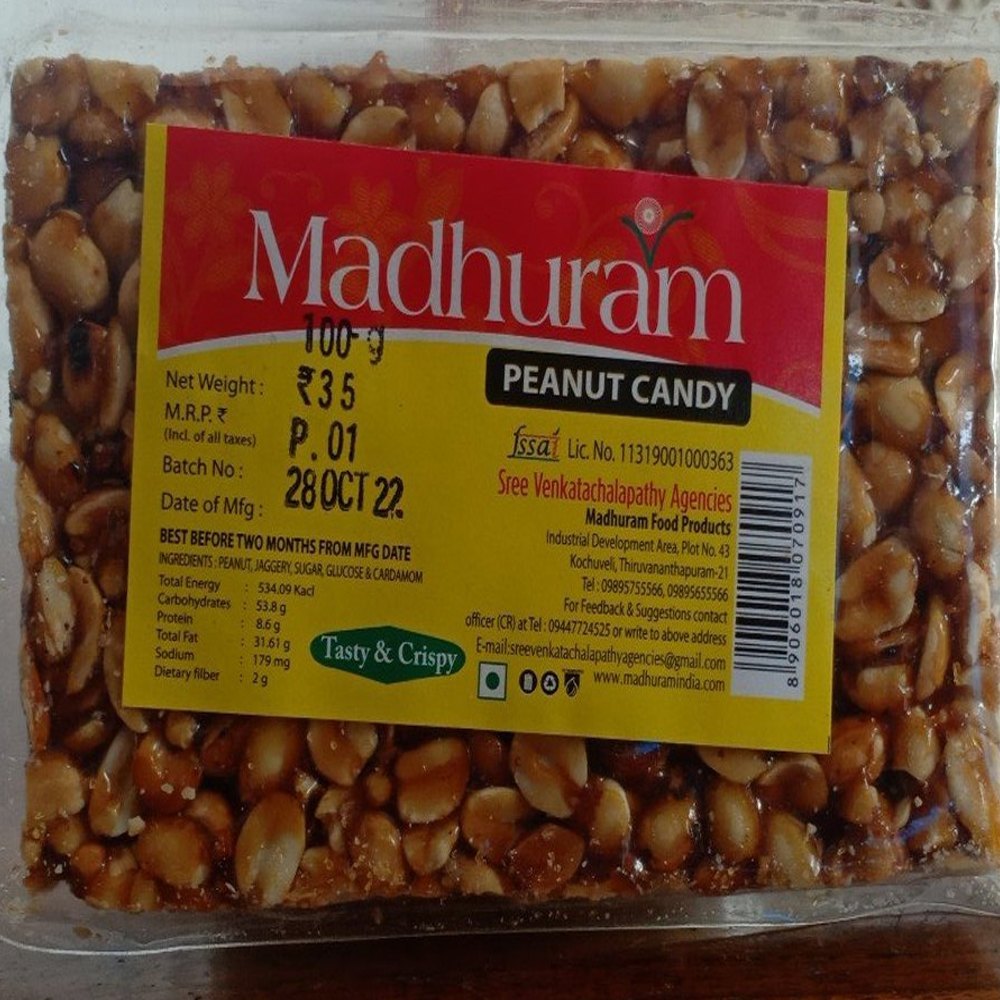 Madhuram
100 g
Net Weight :
₹35
M.R.P. ₹
(Incl. of all taxes)
P. 01
Batch No :
28 OCT 22
Date of Mfg :
BEST BEFORE TWO MONTHS FROM MFG DATE
INGREDIENTS : PEANUT, JAGGERY, SUGAR, GLUCOSE & CARDAMOM
Total Energy : 534.09 Kacl
Carbohydrates : 53.8 g
Protein : 8.6 g
Total Fat : 31.61 g
Sodium : 179 mg
Dietary filber : 2 g
Tasty & Crispy
PEANUT CANDY
fssai Lic. No. 11319001000363
Sree Venkatachalapathy Agencies
Madhuram Food Products
Industrial Development Area, Plot No. 43
Kochuveli, Thiruvananthapuram-21
Tel : 09895755566, 09895655566
For Feedback & Suggestions contact
officer (CR) at Tel : 09447724525 or write to above address
E-mail:sreevenkatachalapathyagencies@gmail.com
www.madhuramindia.com
8 906018 070917